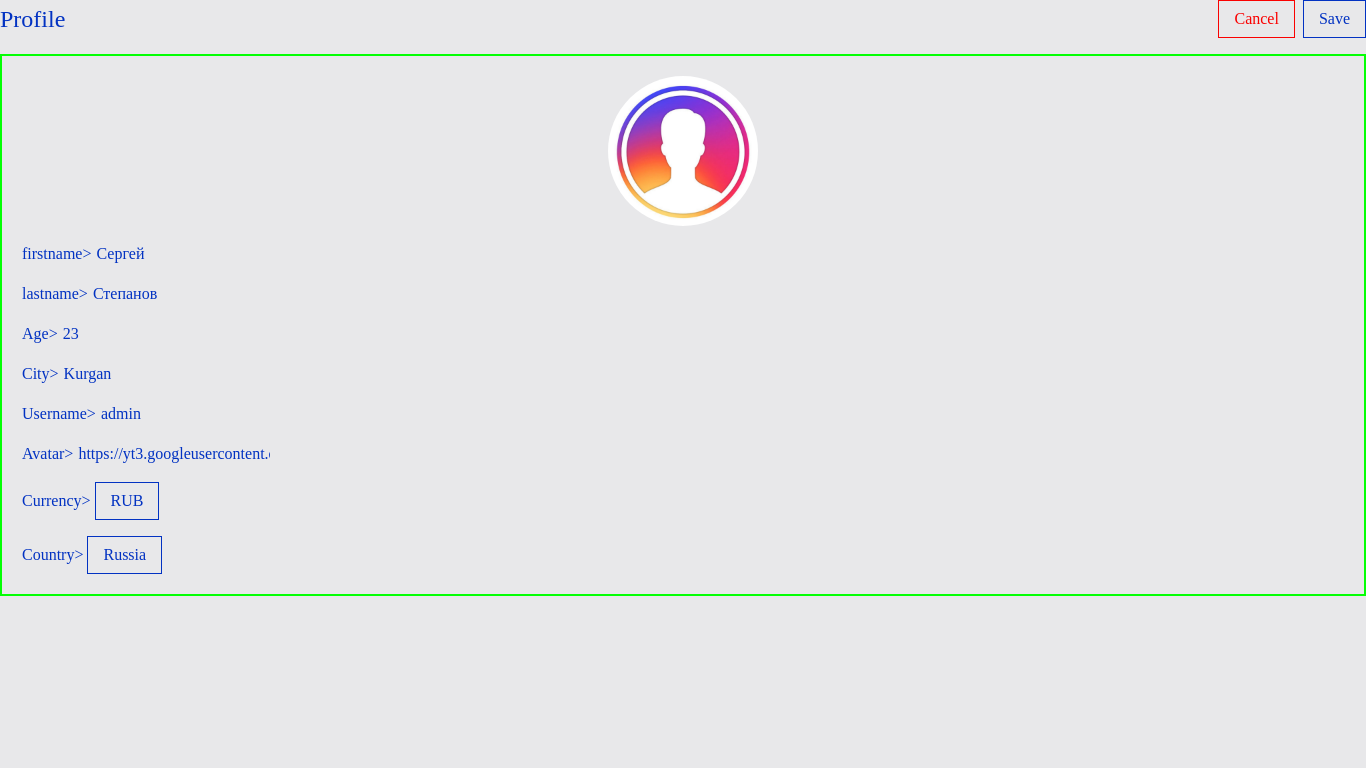 Profile
Cancel Save
firstname> Сергей
lastname> Степанов
Age> 23
City> Kurgan
Username> admin
Avatar> https://yt3.googleusercontent.
Currency> RUB
Country> Russia